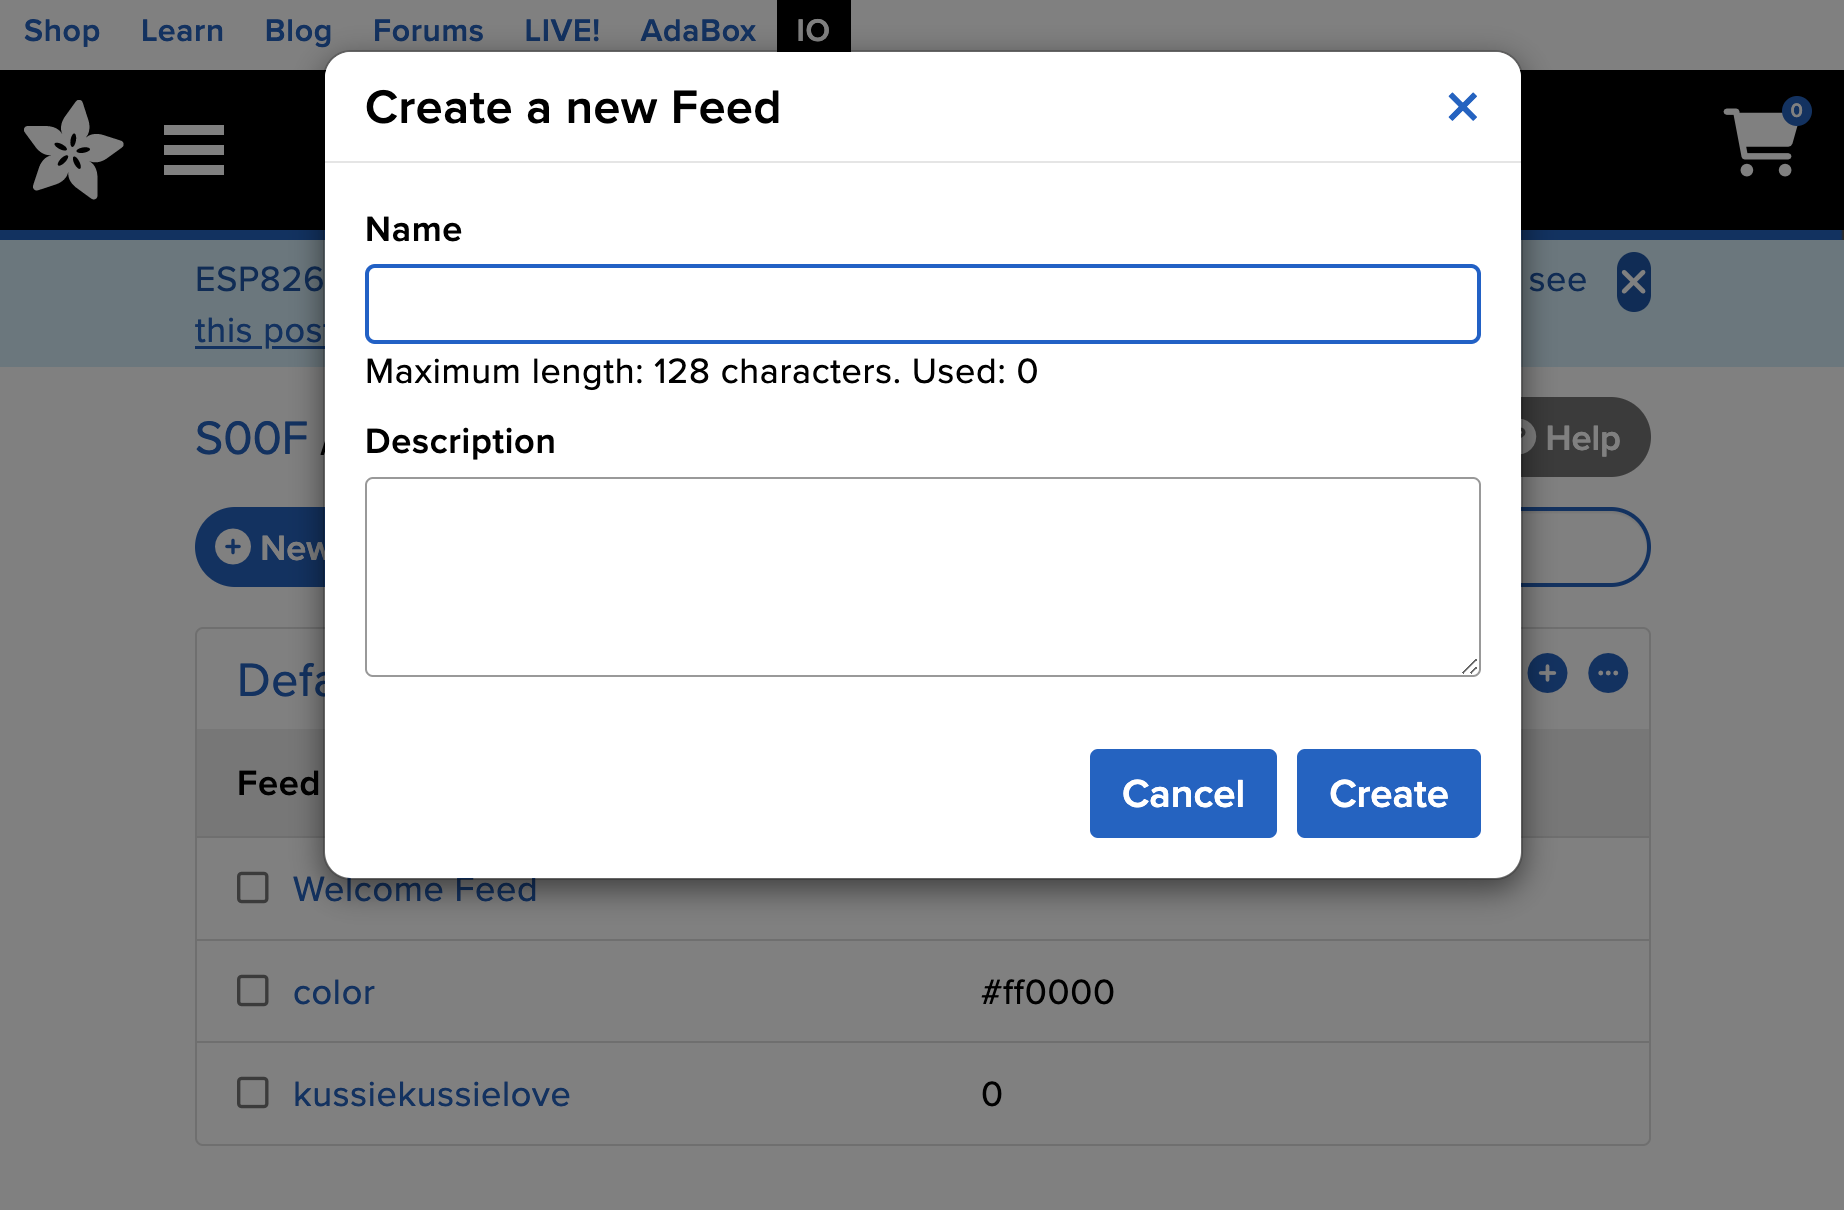 Shop Learn Blog Forums LIVE! AdaBox IO
0
Create a new Feed
Name
Maximum length: 128 characters. Used: 0
Description
Cancel Create
ESP826 see
this post
S00F /
Help
New
Defa
Feed
Welcome Feed
color #ff0000
kussiekussielove 0